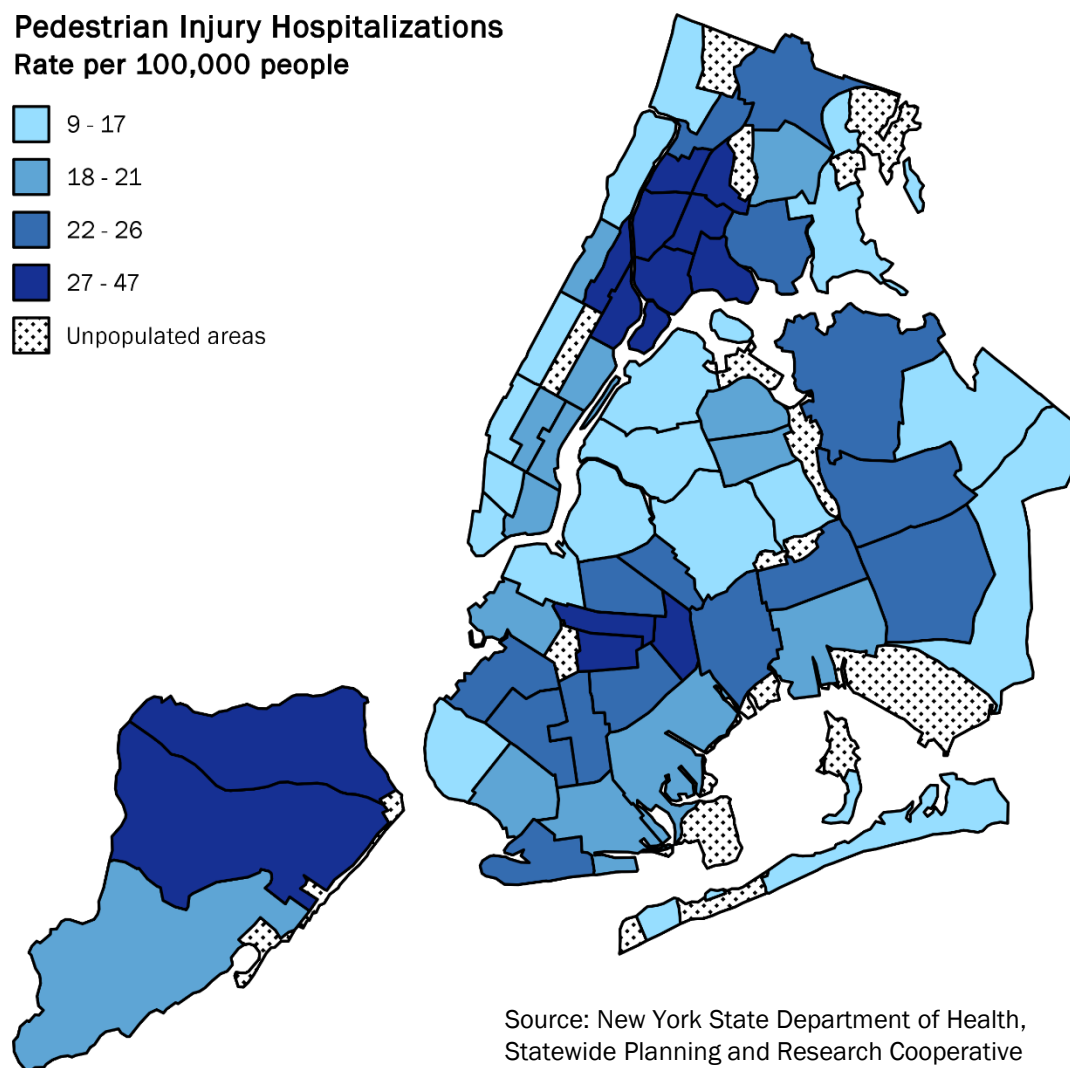 Pedestrian Injury Hospitalizations
Rate per 100,000 people
9 - 17
18 - 21
22 - 26
27 - 47
Unpopulated areas
Source: New York State Department of Health,
Statewide Planning and Research Cooperative